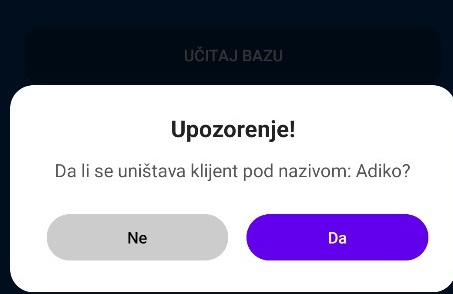 UČITAJ BAZU
Upozorenje!
Da li se uništava klijent pod nazivom: Adiko?
Ne
Da